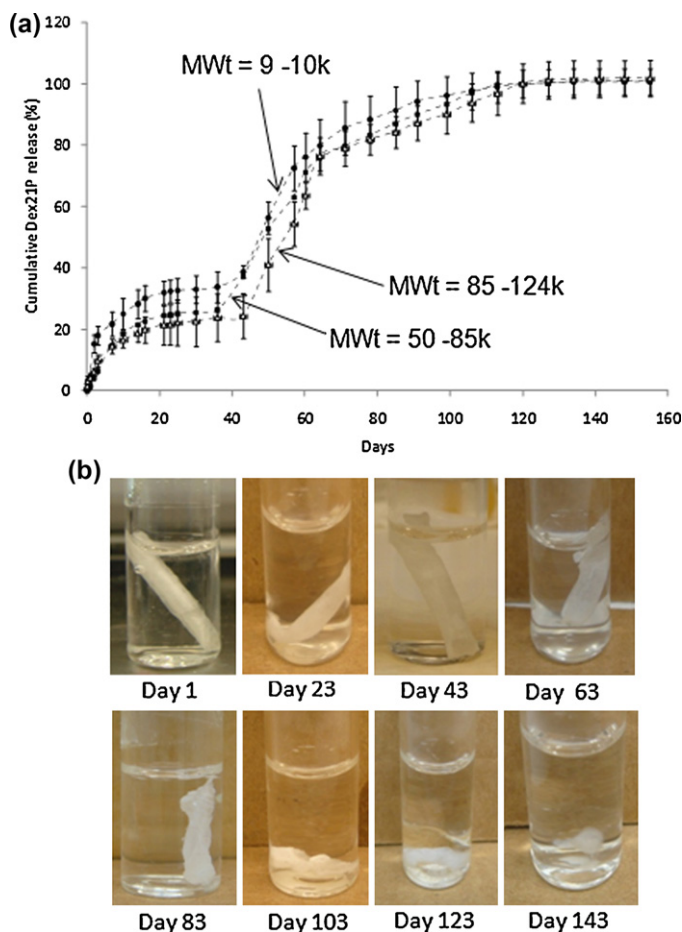 (a)
120
100
80
60
40
20
0
Cumulative Dex21P release (%)
MWt = 9 -10k
MWt = 85 -124k
MWt = 50 -85k
0 20 40 60 80 100 120 140 160
Days
(b)
Day 1 Day 23 Day 43 Day 63
Day 83 Day 103 Day 123 Day 143